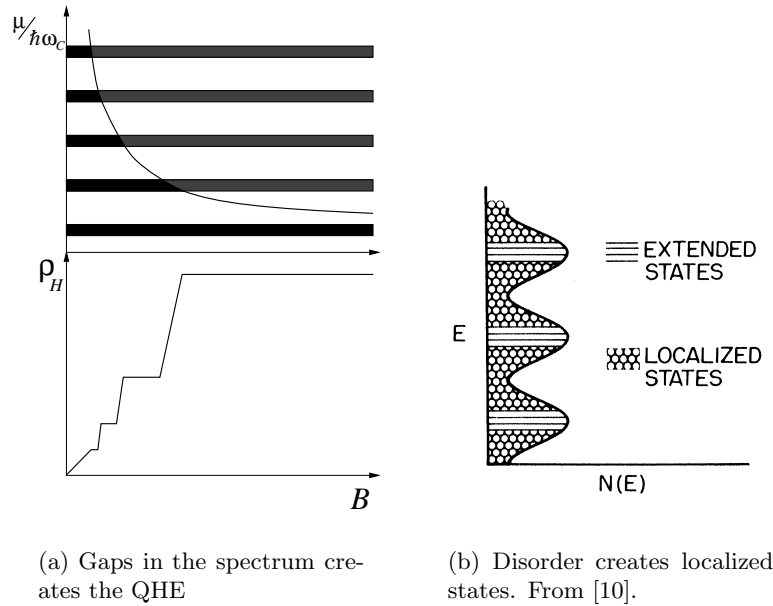 μ/ℏω_C
ρ_H
B
EXTENDED
STATES
E
LOCALIZED
STATES
N(E)
(a) Gaps in the spectrum cre-
ates the QHE
(b) Disorder creates localized
states. From [10].